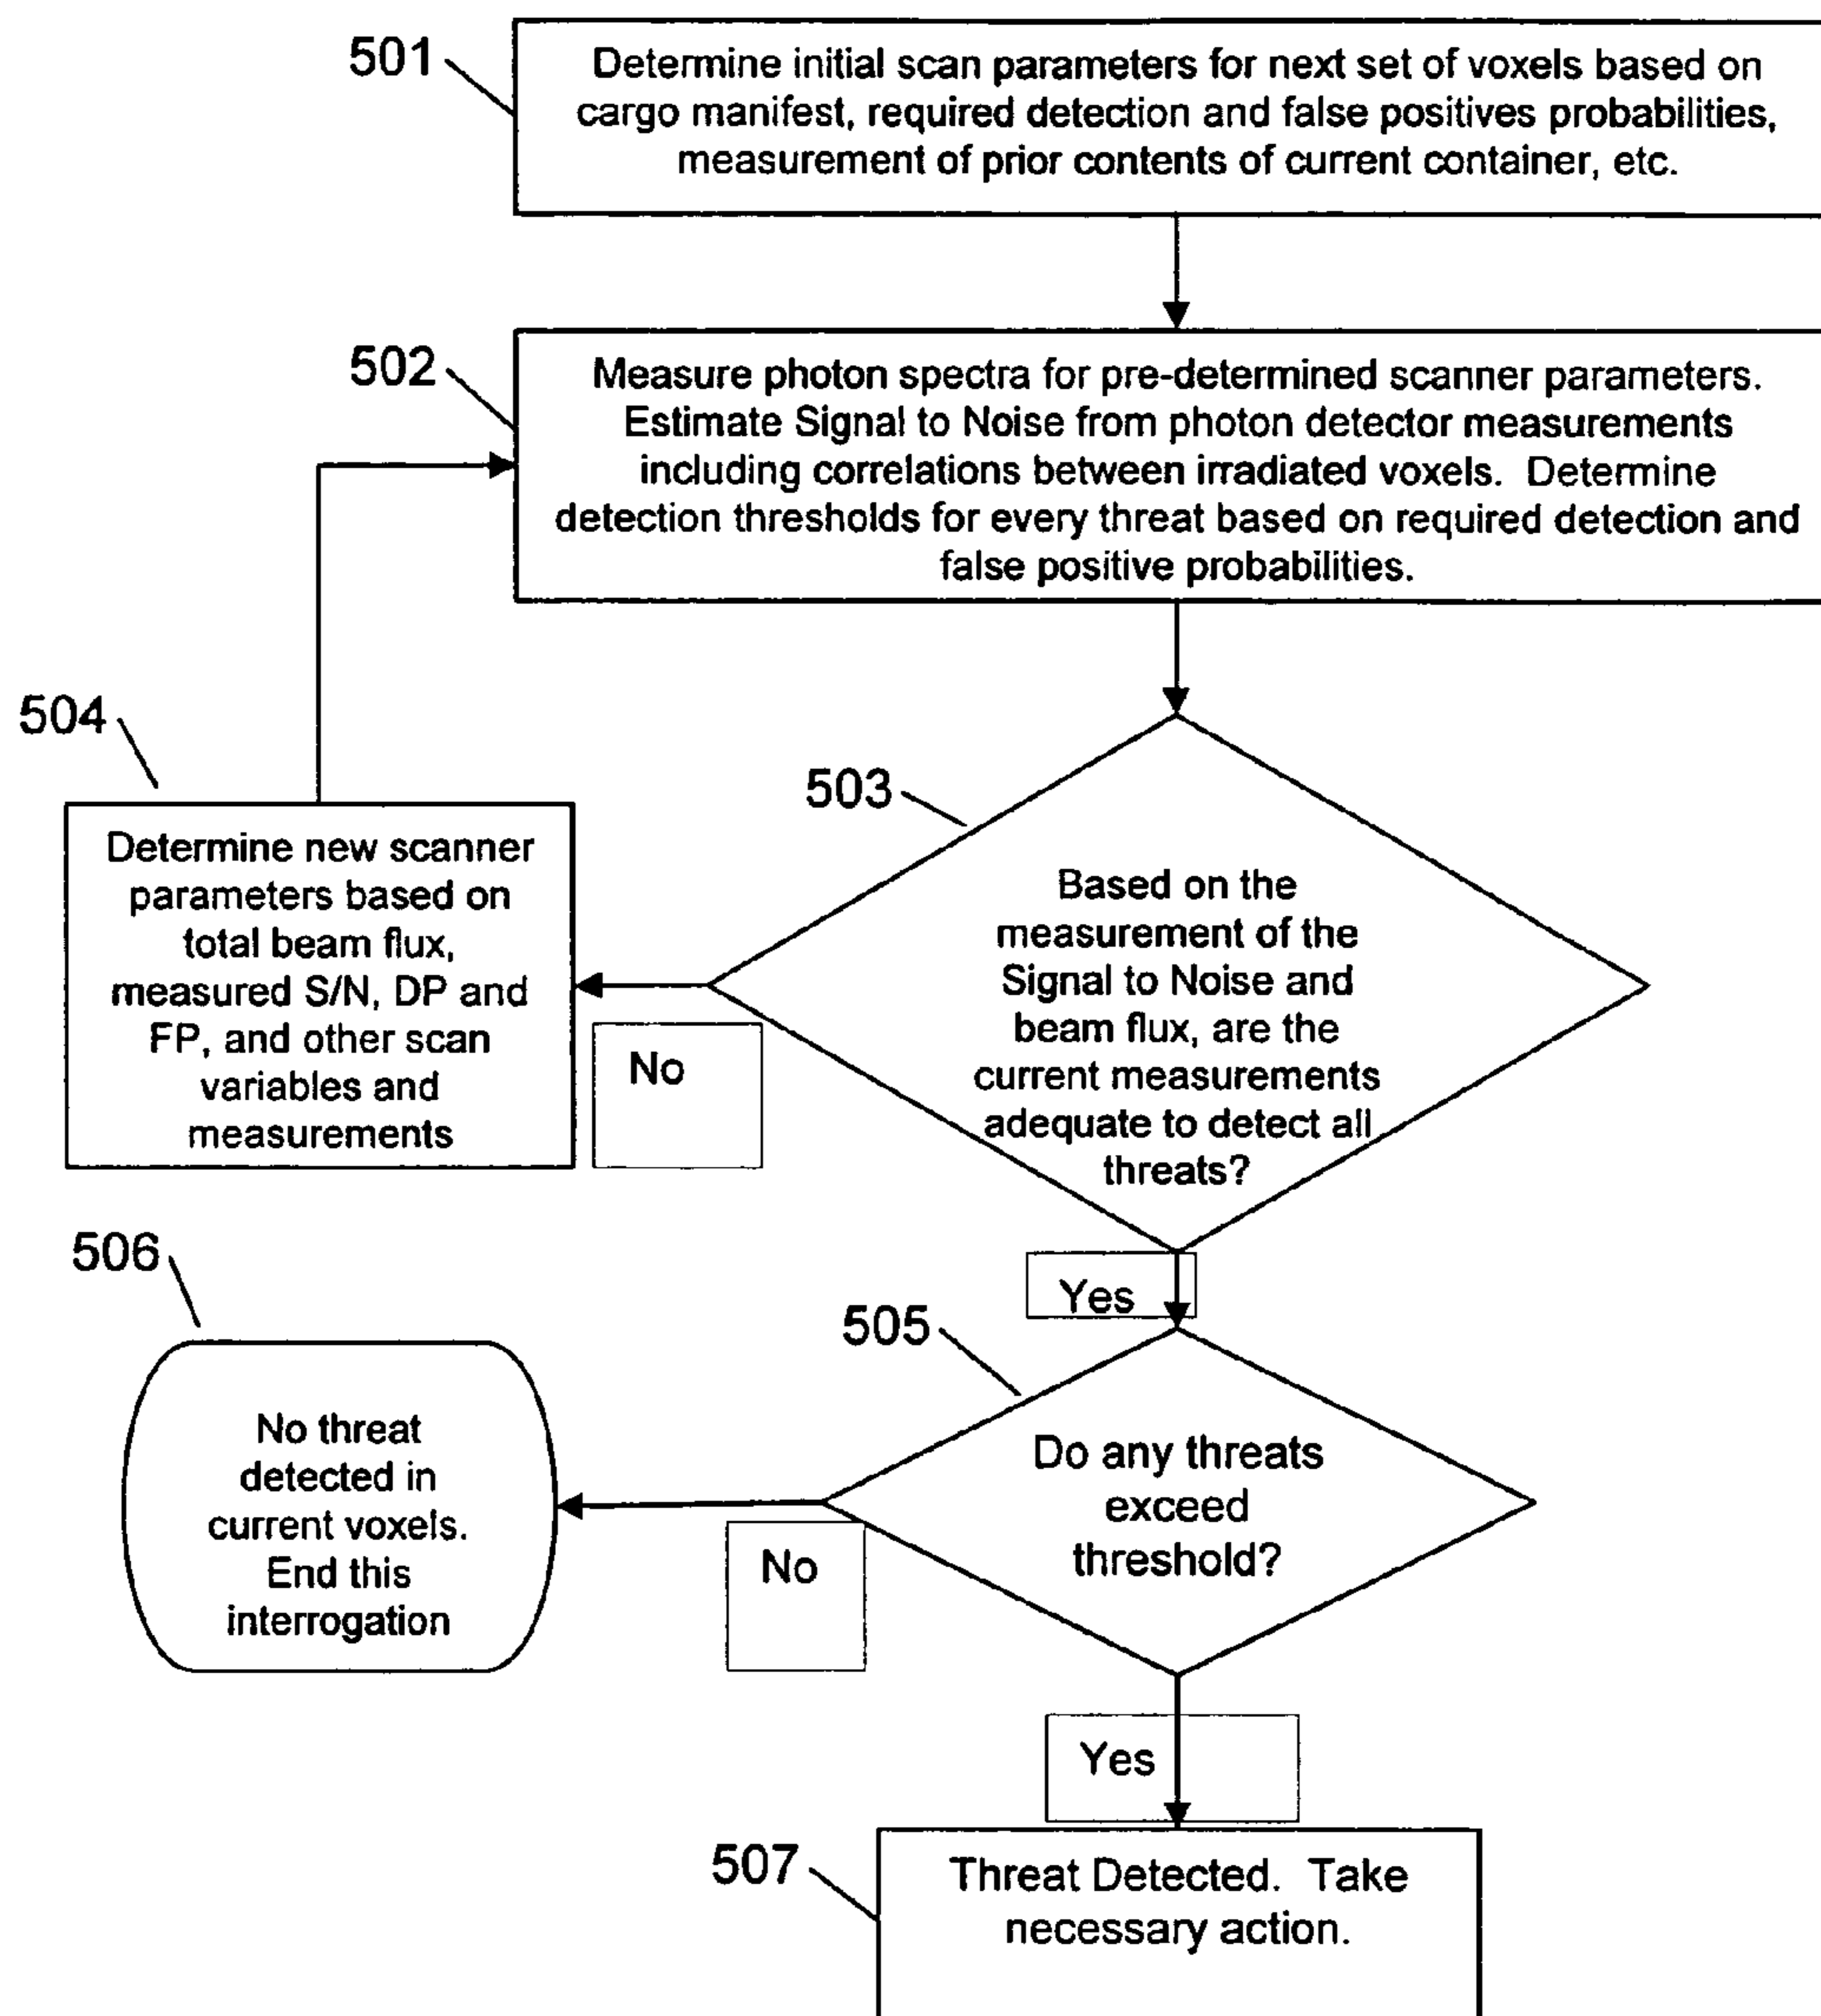 501
Determine initial scan parameters for next set of voxels based on
cargo manifest, required detection and false positives probabilities,
measurement of prior contents of current container, etc.
502
Measure photon spectra for pre-determined scanner parameters.
Estimate Signal to Noise from photon detector measurements
including correlations between irradiated voxels. Determine
detection thresholds for every threat based on required detection and
false positive probabilities.
504
Determine new scanner
parameters based on
total beam flux,
measured S/N, DP and
FP, and other scan
variables and
measurements
503
Based on the
measurement of the
Signal to Noise and
beam flux, are the
current measurements
adequate to detect all
threats?
No
Yes
506
No threat
detected in
current voxels.
End this
interrogation
505
Do any threats
exceed
threshold?
No
Yes
507
Threat Detected. Take
necessary action.